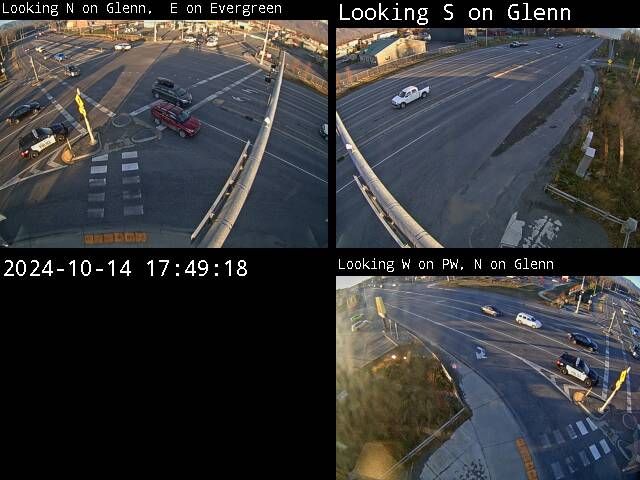 Looking N on Glenn,  E on Evergreen
Looking S on Glenn
2024-10-14 17:49:18
Looking W on PW, N on Glenn